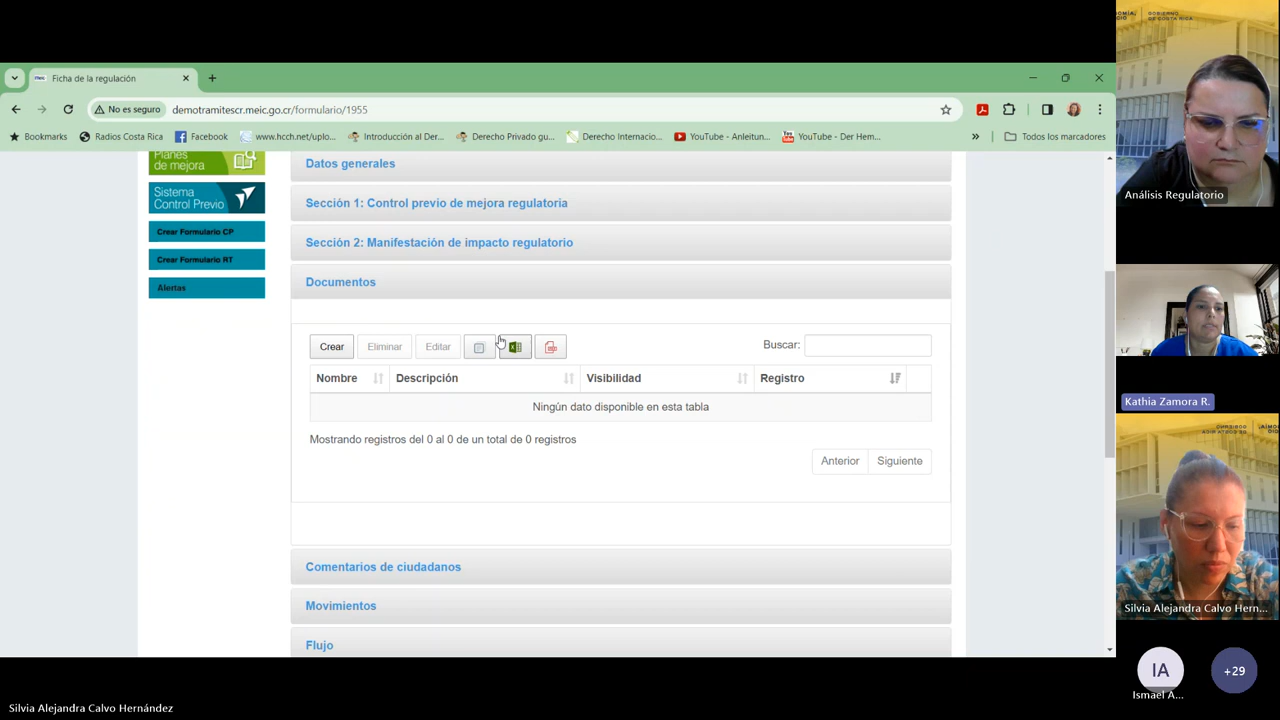 Ficha de la regulación
No es seguro
demotramitescr.meic.go.cr/formulario/1955
Bookmarks
Radios Costa Rica
Facebook
www.hcch.net/uplo...
Introducción al Der...
Derecho Privado gu...
Derecho Internacio...
YouTube - Anleitun...
YouTube - Der Hem...
»
Todos los marcadores
Planes
de mejora
Sistema
Control Previo
Crear Formulario CP
Crear Formulario RT
Alertas
Datos generales
Sección 1: Control previo de mejora regulatoria
Sección 2: Manifestación de impacto regulatorio
Documentos
Crear
Eliminar
Editar
Buscar:
Nombre
Descripción
Visibilidad
Registro
Ningún dato disponible en esta tabla
Mostrando registros del 0 al 0 de un total de 0 registros
Anterior
Siguiente
Comentarios de ciudadanos
Movimientos
Flujo
GOBIERNO
DE COSTA RICA
Análisis Regulatorio
Kathia Zamora R.
Silvia Alejandra Calvo Hern...
IA
Ismael A...
+29
Silvia Alejandra Calvo Hernández